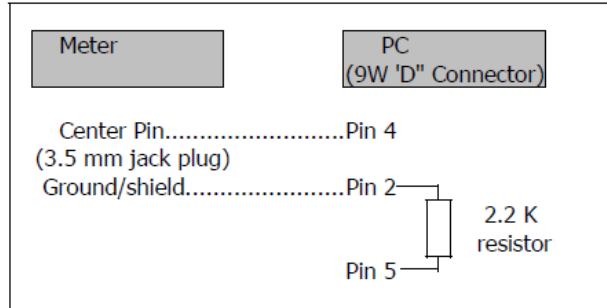 Meter PC
(9W 'D" Connector)
Center Pin.........................Pin 4
(3.5 mm jack plug)
Ground/shield......................Pin 2
2.2 K
resistor
Pin 5